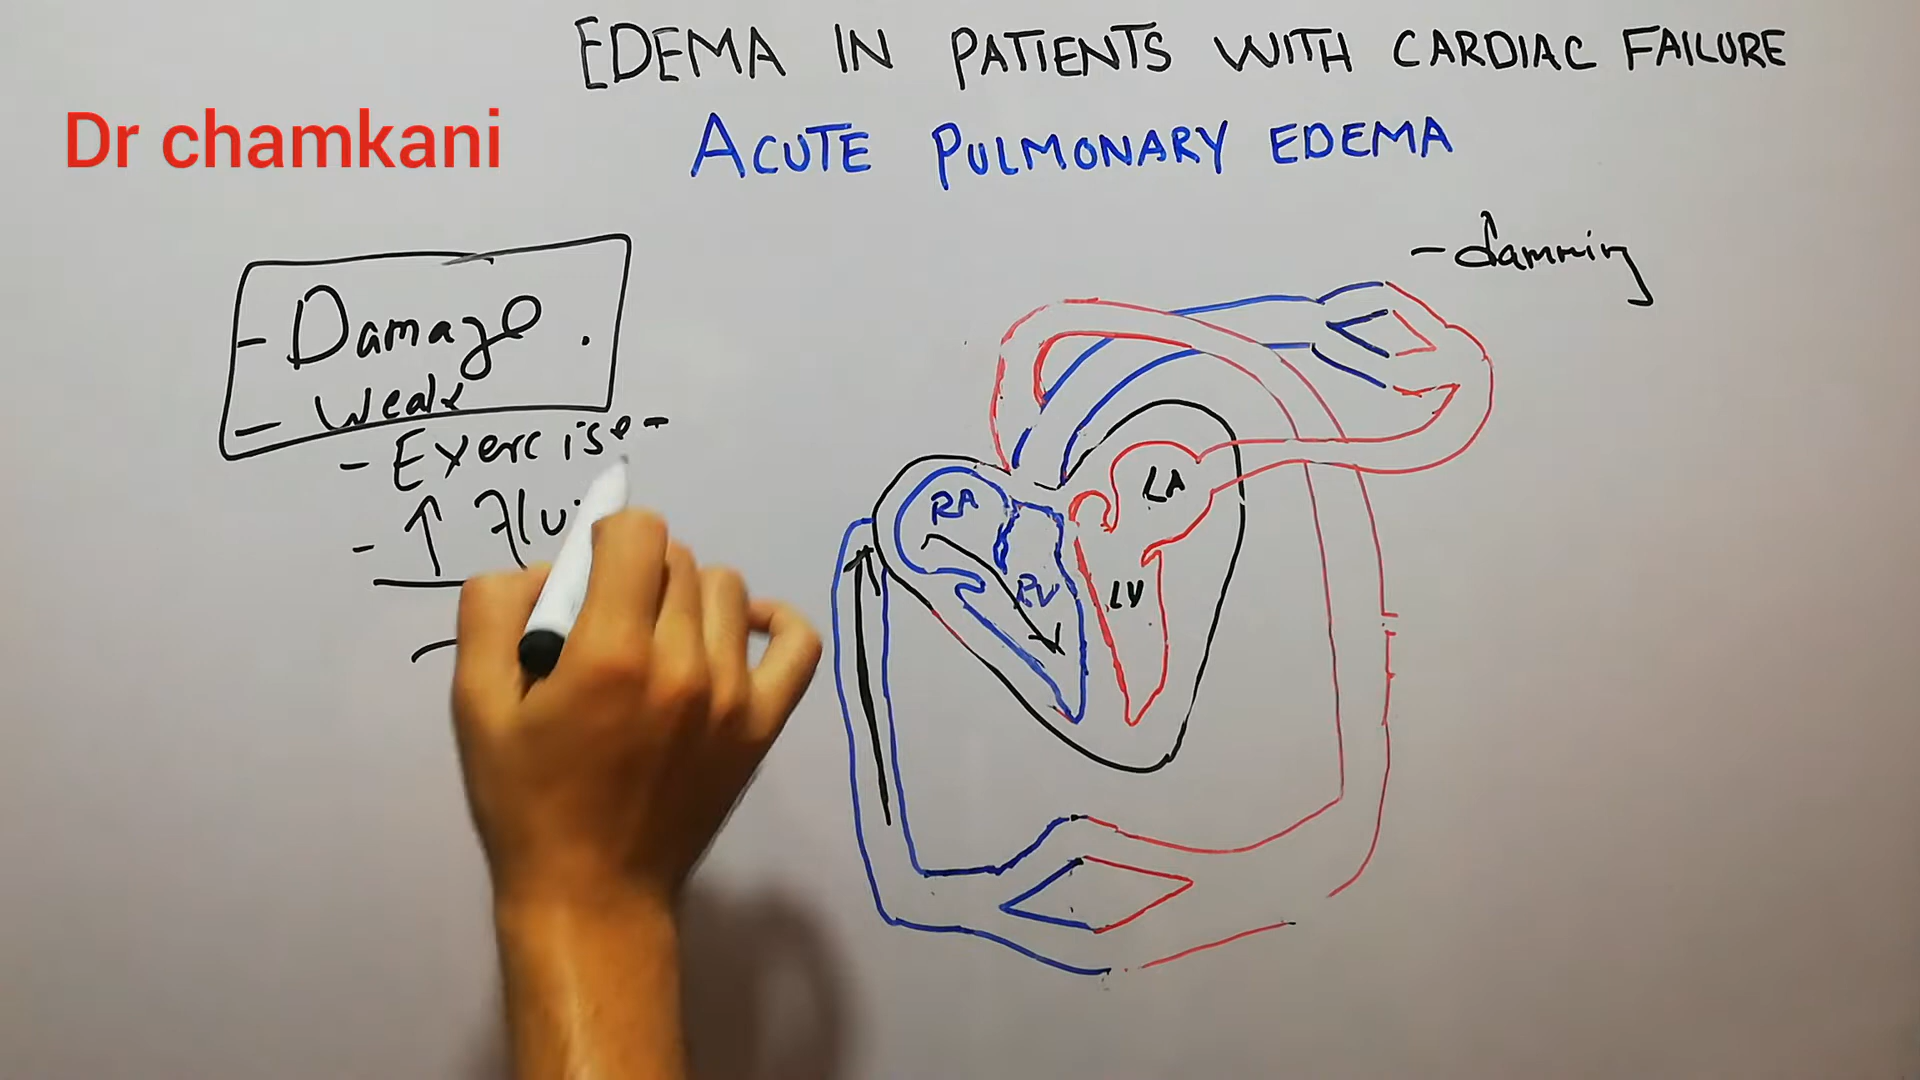 EDEMA IN PATIENTS WITH CARDIAC FAILURE
Dr chamkani
ACUTE PULMONARY EDEMA
- damming
- Damage
- Weak
- Exercise -
- ↑
RA
LA
RV
LV